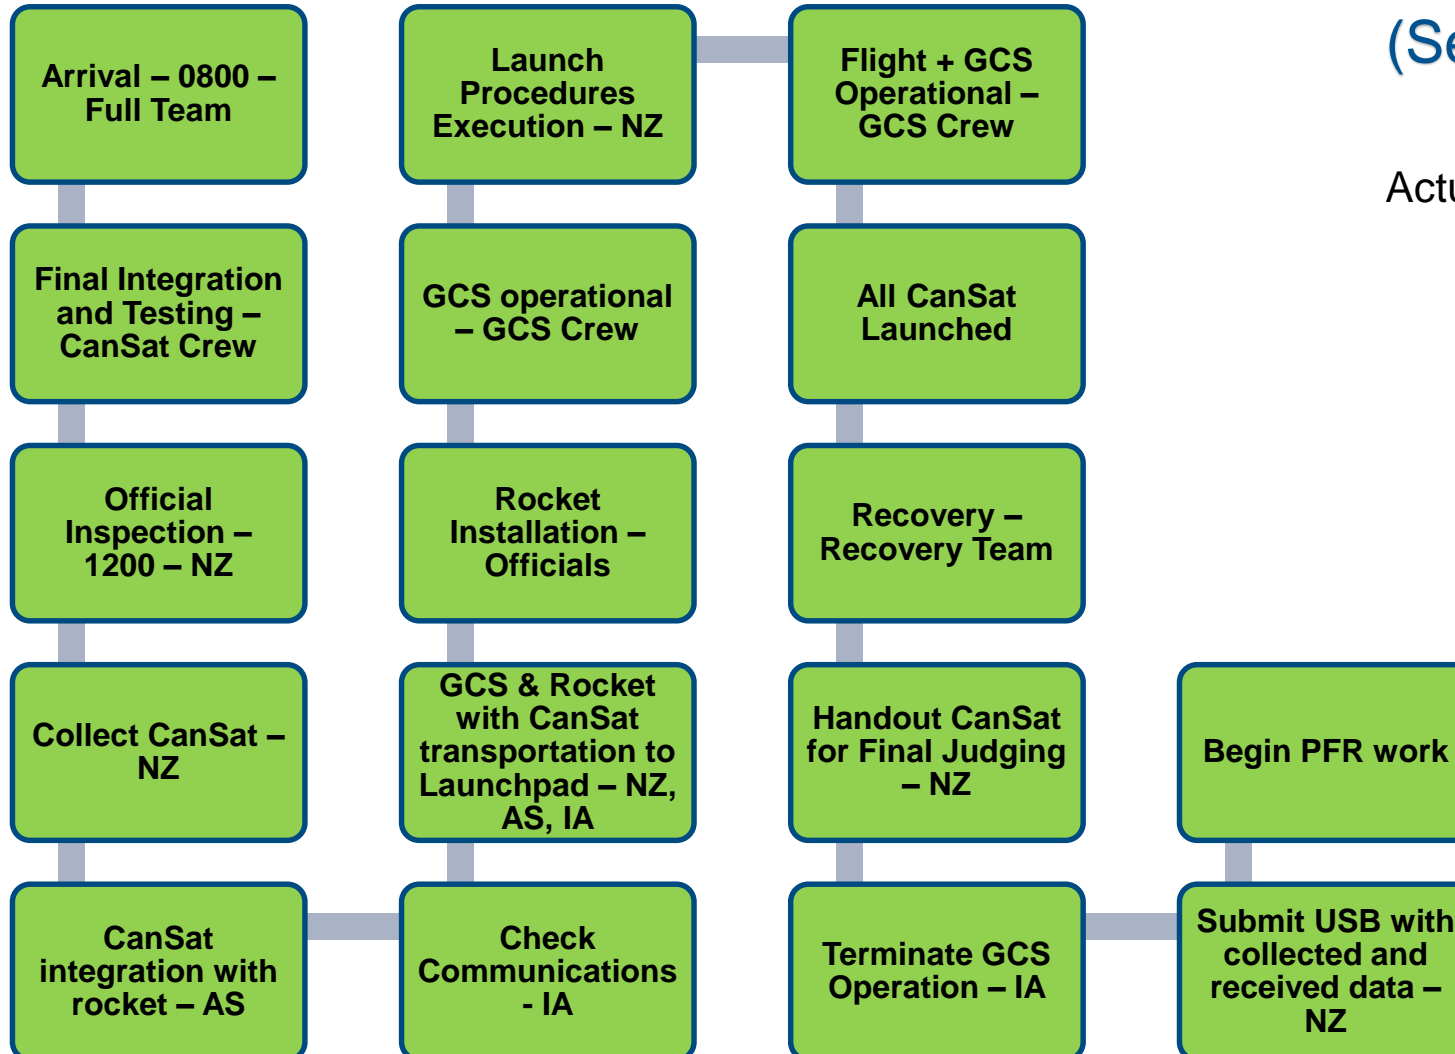 Arrival – 0800 –
Full Team
Final Integration
and Testing –
CanSat Crew
Official
Inspection –
1200 – NZ
Collect CanSat –
NZ
CanSat
integration with
rocket – AS
Check
Communications
- IA
GCS & Rocket
with CanSat
transportation to
Launchpad – NZ,
AS, IA
Rocket
Installation –
Officials
GCS operational
– GCS Crew
Launch
Procedures
Execution – NZ
Flight + GCS
Operational –
GCS Crew
All CanSat
Launched
Recovery –
Recovery Team
Handout CanSat
for Final Judging
– NZ
Terminate GCS
Operation – IA
Submit USB with
collected and
received data –
NZ
Begin PFR work
(Se
Actu